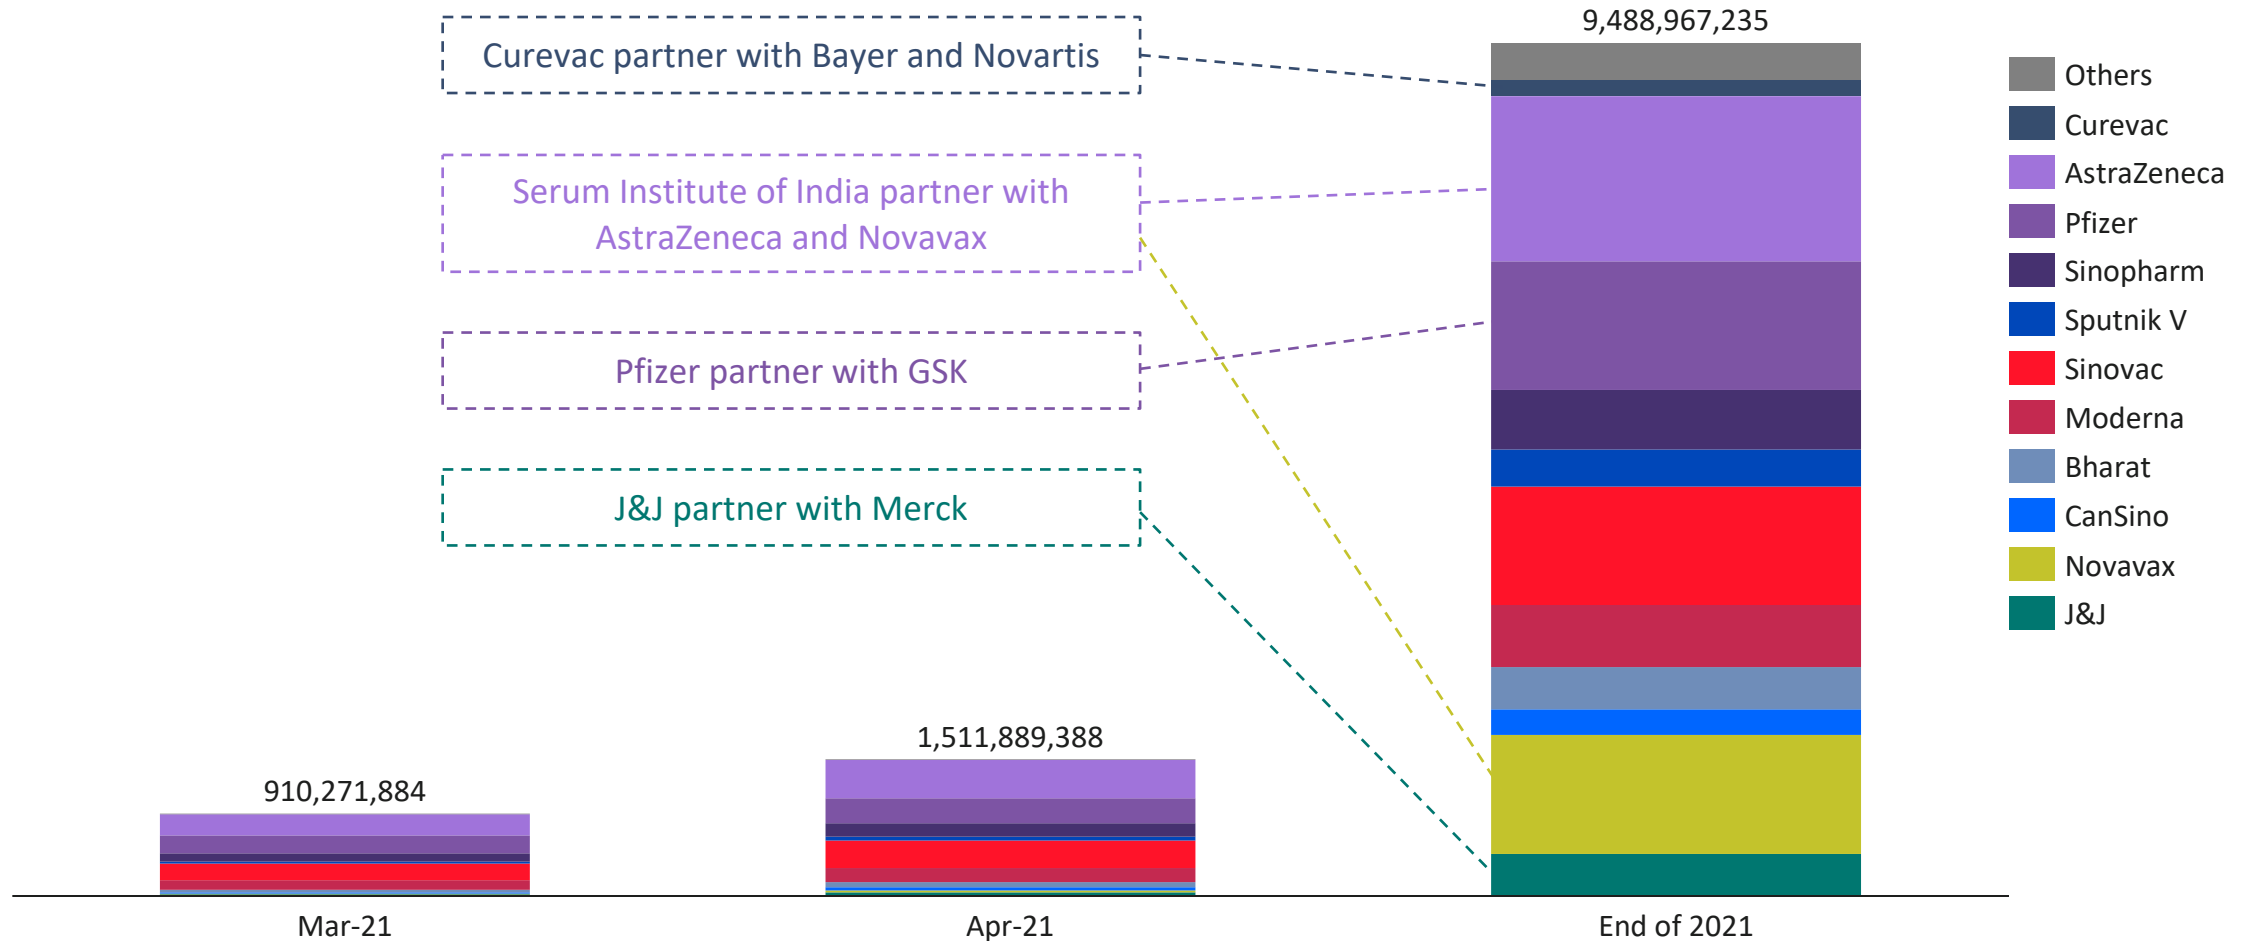 9,488,967,235
Curevac partner with Bayer and Novartis
Serum Institute of India partner with
AstraZeneca and Novavax
Pfizer partner with GSK
J&J partner with Merck
1,511,889,388
910,271,884
Mar-21
Apr-21
End of 2021
Others
Curevac
AstraZeneca
Pfizer
Sinopharm
Sputnik V
Sinovac
Moderna
Bharat
CanSino
Novavax
J&J